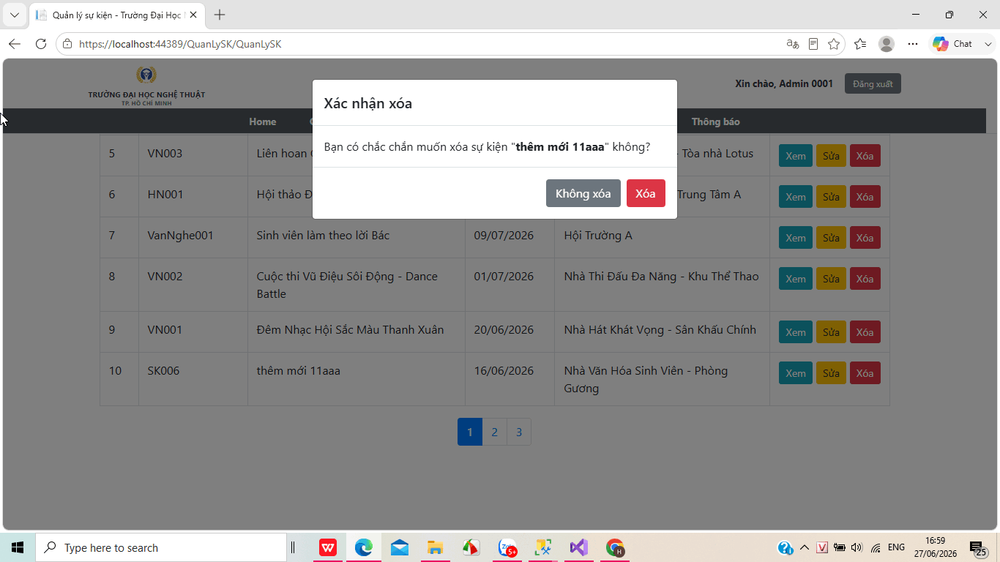 Quản lý sự kiện - Trường Đại Học
https://localhost:44389/QuanLySK/QuanLySK
Chat
TRƯỜNG ĐẠI HỌC NGHỆ THUẬT
TP. HỒ CHÍ MINH
Xin chào, Admin 0001
Đăng xuất
Home
Thông báo
Xác nhận xóa
Bạn có chắc chắn muốn xóa sự kiện "thêm mới 11aaa" không?
Không xóa
Xóa
5 VN003 Liên hoan - Tòa nhà Lotus Xem Sửa Xóa
6 HN001 Hội thảo Trung Tâm A Xem Sửa Xóa
7 VanNghe001 Sinh viên làm theo lời Bác 09/07/2026 Hội Trường A Xem Sửa Xóa
8 VN002 Cuộc thi Vũ Điệu Sôi Động - Dance 01/07/2026 Nhà Thi Đấu Đa Năng - Khu Thể Thao Xem Sửa Xóa
Battle
9 VN001 Đêm Nhạc Hội Sắc Màu Thanh Xuân 20/06/2026 Nhà Hát Khát Vọng - Sân Khấu Chính Xem Sửa Xóa
10 SK006 thêm mới 11aaa 16/06/2026 Nhà Văn Hóa Sinh Viên - Phòng Xem Sửa Xóa
Gương
1 2 3
Type here to search
5+
H
ENG
16:59
27/06/2026
25